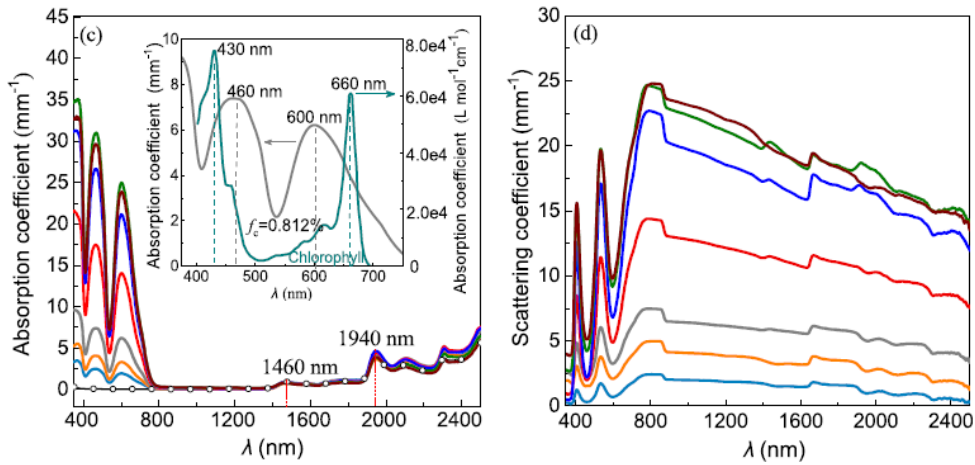 (c)
Absorption coefficient (mm⁻¹)
45
40
35
30
25
20
15
10
5
0
400 800 1200 1600 2000 2400
λ (nm)
1460 nm
1940 nm
Absorption coefficient (mm⁻¹)
10
8
6
4
2
0
400 500 600 700
λ (nm)
430 nm
460 nm
600 nm
660 nm
f_c=0.812%
Chlorophyll
8.0e4
6.0e4
4.0e4
2.0e4
0.0
Absorption coefficient (L mol⁻¹cm⁻¹)
(d)
Scattering coefficient (mm⁻¹)
30
25
20
15
10
5
0
400 800 1200 1600 2000 2400
λ (nm)